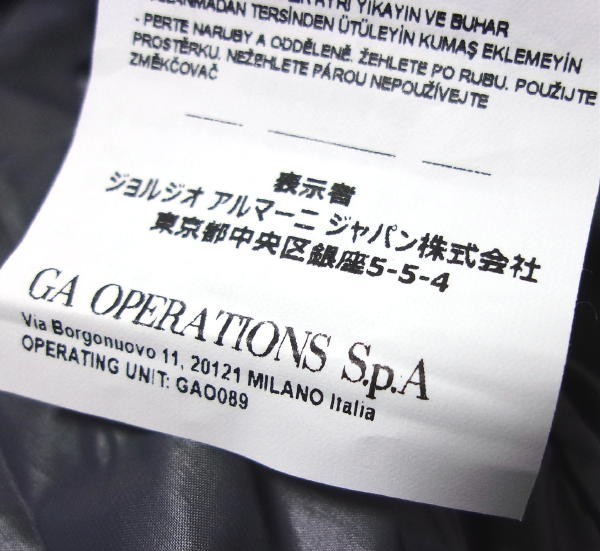 AYRI YIKAYIN VE BUHAR
TERSİNDEN ÜTÜLEYİN KUMAŞ EKLEMEYİN
- PERTE NARUBY A ODDĚLENĚ. ŽEHLETE PO RUBU. POUŽIJTE
PROSTĚRKU. NEŽEHLETE PÁROU NEPOUŽÍVEJTE
ZMĚKČOVAČ
表示者
ジョルジオ アルマーニ ジャパン株式会社
東京都中央区銀座5-5-4
GA OPERATIONS S.p.A
Via Borgonuovo 11, 20121 MILANO Italia
OPERATING UNIT: GAO089